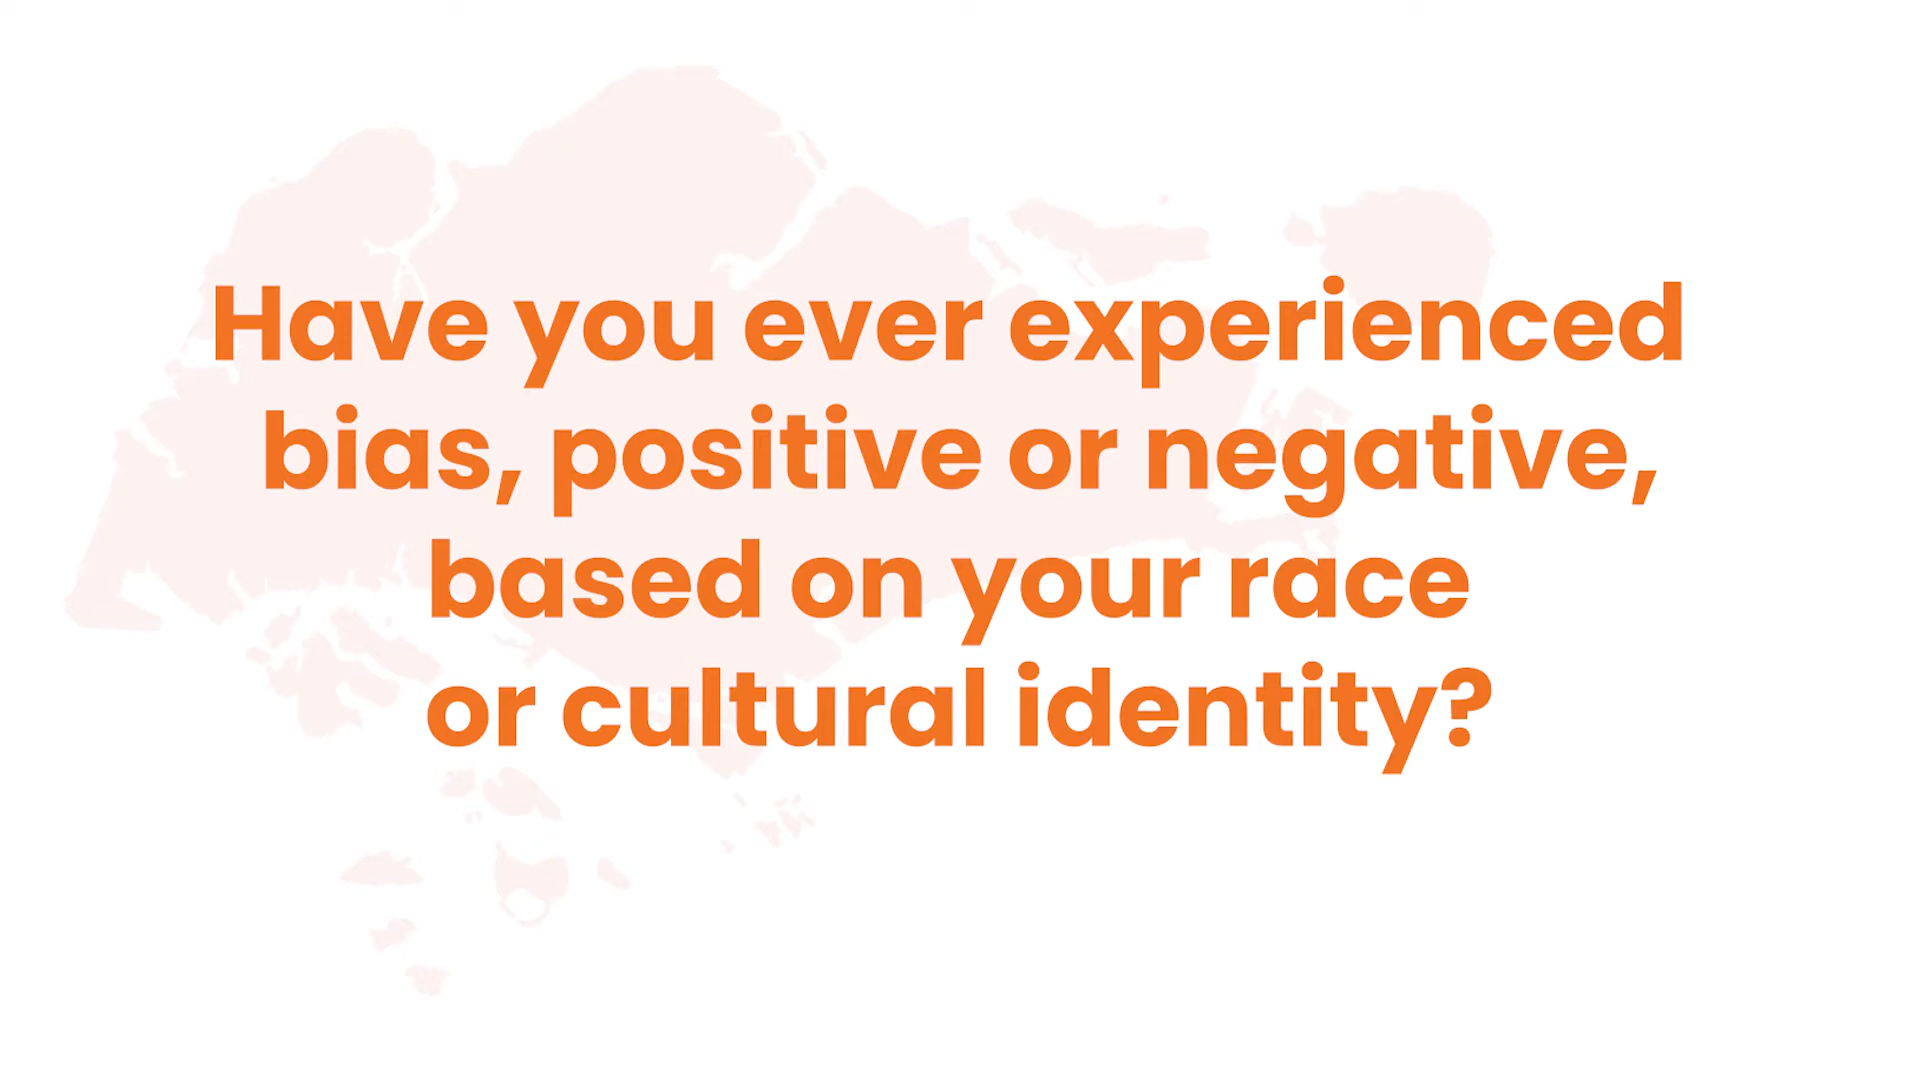 Have you ever experienced
bias, positive or negative,
based on your race
or cultural identity?